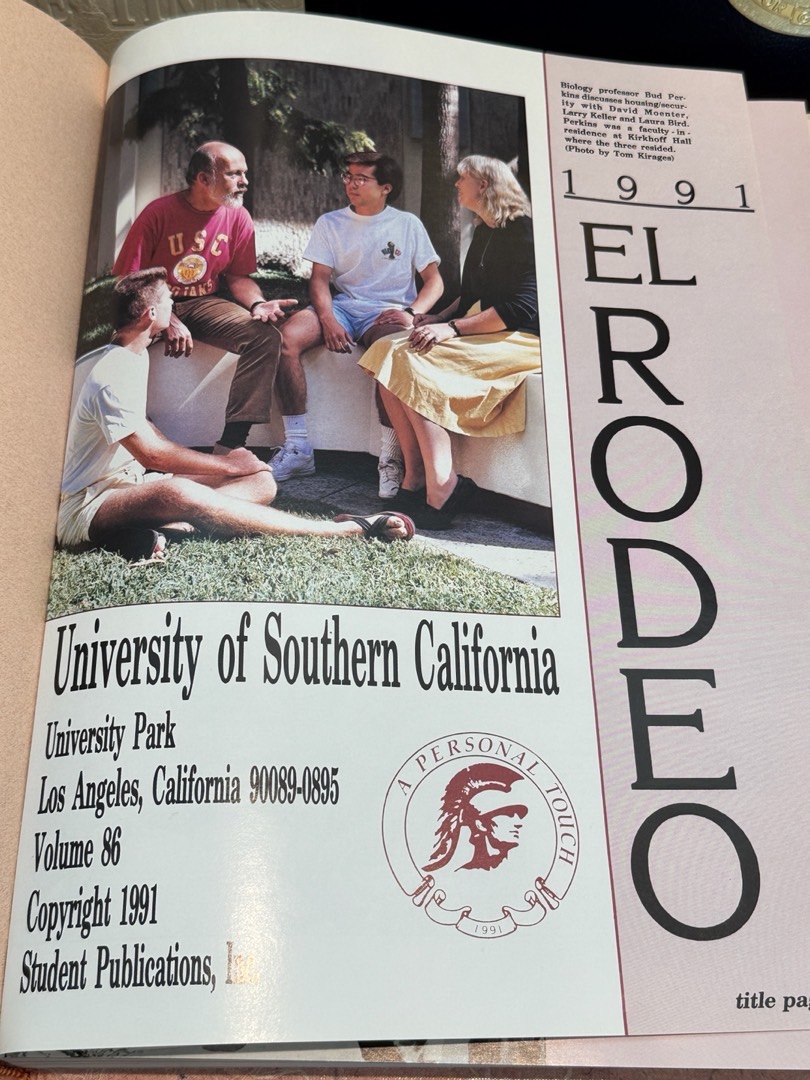 Biology professor Bud Per-
kins discusses housing/secur-
ity with David Moenter,
Larry Keller and Laura Bird.
Perkins was a faculty - in -
residence at Kirkhoff Hall
where the three resided.
(Photo by Tom Kirages)
1991
EL
RODEO
USC
University of Southern California
University Park
Los Angeles, California 90089-0895
Volume 86
Copyright 1991
Student Publications, Inc.
A PERSONAL TOUCH
1991
title